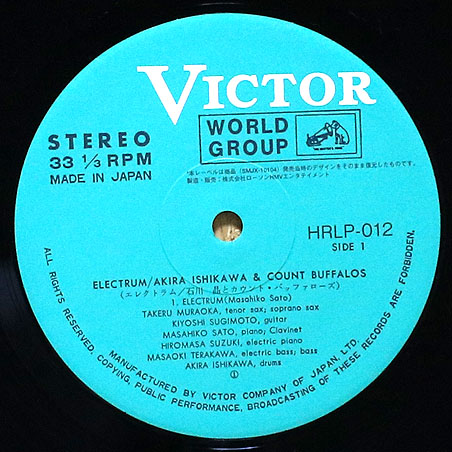 VICTOR
STEREO
33 1/3 RPM
MADE IN JAPAN
WORLD
GROUP
"HIS MASTER'S VOICE"
*本レーベルは商品(SMJX-10104)発売当時のデザインをそのまま復元したものです。
製造・販売:株式会社ローソンHMVエンタテイメント
HRLP-012
SIDE 1
ELECTRUM/AKIRA ISHIKAWA & COUNT BUFFALOS
(エレクトラム/石川 晶とカウント・バッファローズ)
1. ELECTRUM(Masahiko Sato)
TAKERU MURAOKA, tenor sax; soprano sax
KIYOSHI SUGIMOTO, guitar
MASAHIKO SATO, piano; Clavinet
HIROMASA SUZUKI, electric piano
MASAOKI TERAKAWA, electric bass; bass
AKIRA ISHIKAWA, drums
①
MANUFACTURED BY VICTOR COMPANY OF JAPAN, LTD.
ALL RIGHTS RESERVED. COPYING, PUBLIC PERFORMANCE, BROADCASTING OF THESE RECORDS ARE FORBIDDEN.